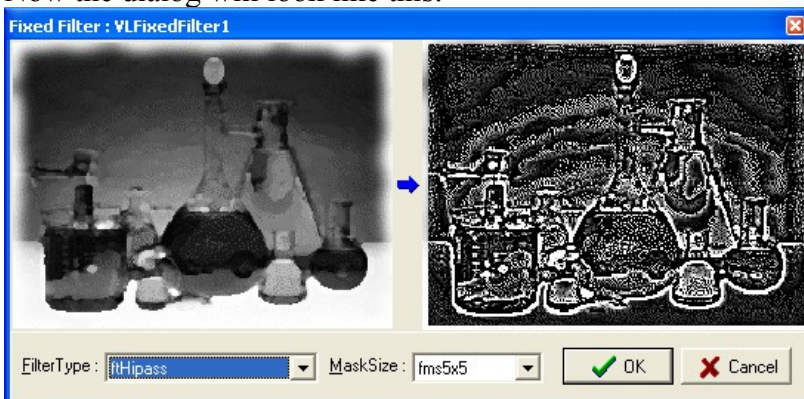 Now the dialog will look like this:
Fixed Filter : VLFixedFilter1
FilterType : ftHipass MaskSize : fms5x5 OK Cancel